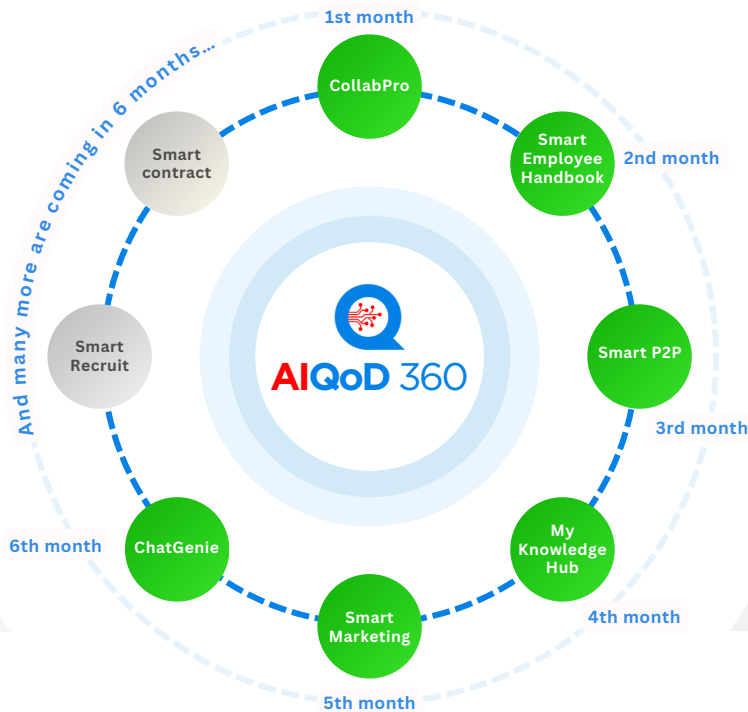 1st month
CollabPro
Smart
Employee
Handbook
2nd month
Smart P2P
3rd month
My
Knowledge
Hub
4th month
Smart
Marketing
5th month
ChatGenie
6th month
Smart
Recruit
Smart
contract
And many more are coming in 6 months...
AIQoD 360